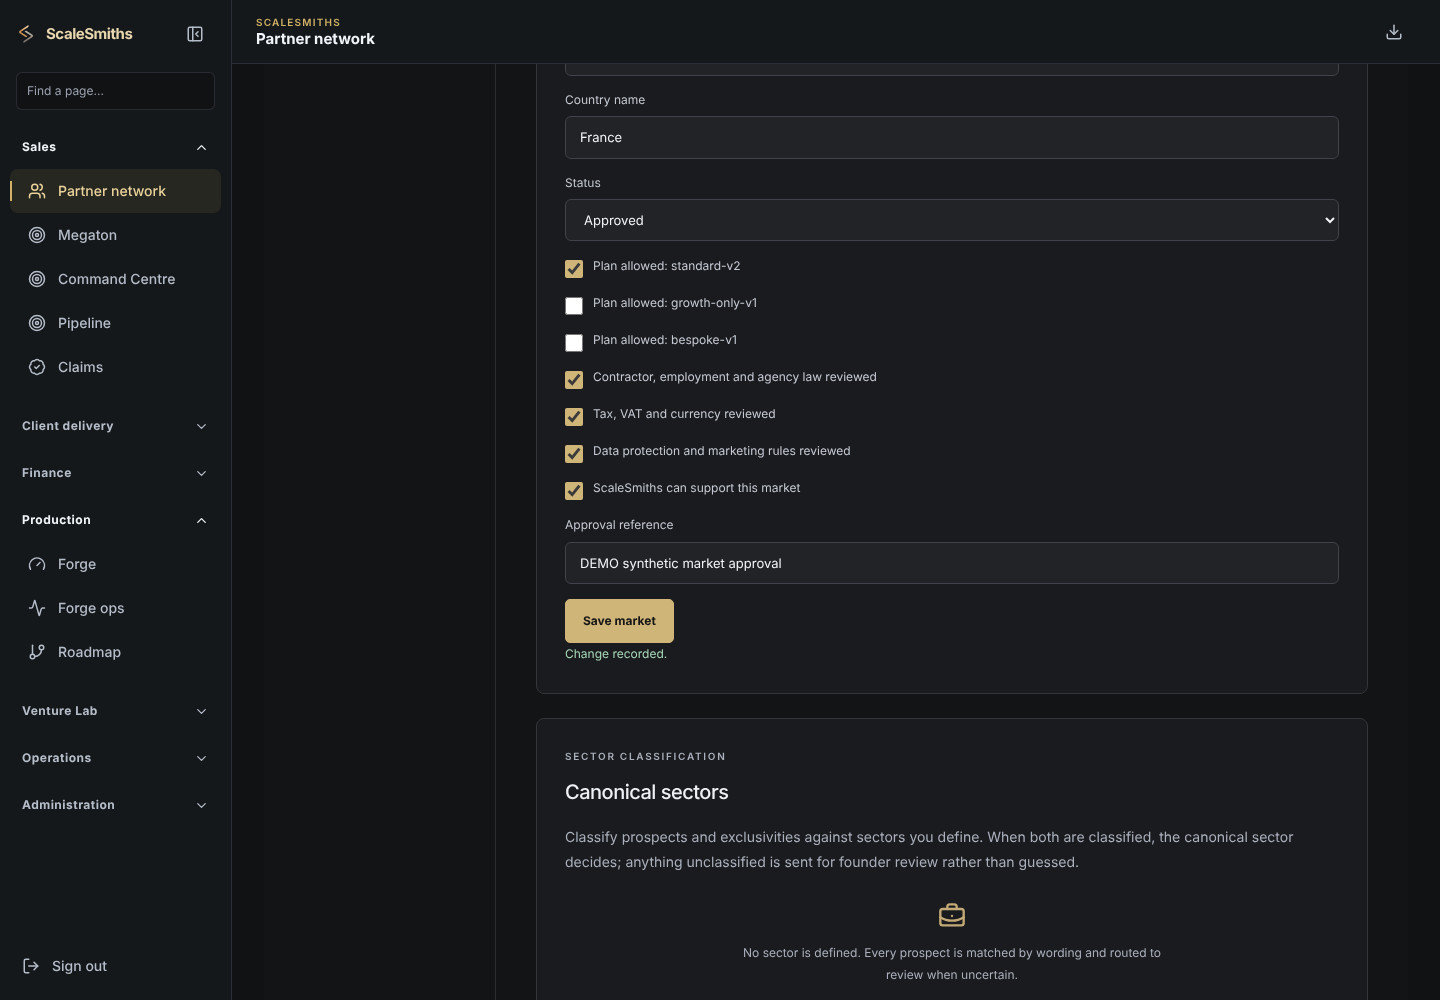 ScaleSmiths
SCALESMITHS
Partner network
Find a page...
Sales
Partner network
Megaton
Command Centre
Pipeline
Claims
Client delivery
Finance
Production
Forge
Forge ops
Roadmap
Venture Lab
Operations
Administration
Sign out
Country name
France
Status
Approved
Plan allowed: standard-v2
Plan allowed: growth-only-v1
Plan allowed: bespoke-v1
Contractor, employment and agency law reviewed
Tax, VAT and currency reviewed
Data protection and marketing rules reviewed
ScaleSmiths can support this market
Approval reference
DEMO synthetic market approval
Save market
Change recorded.
SECTOR CLASSIFICATION
Canonical sectors
Classify prospects and exclusivities against sectors you define. When both are classified, the canonical sector
decides; anything unclassified is sent for founder review rather than guessed.
No sector is defined. Every prospect is matched by wording and routed to
review when uncertain.